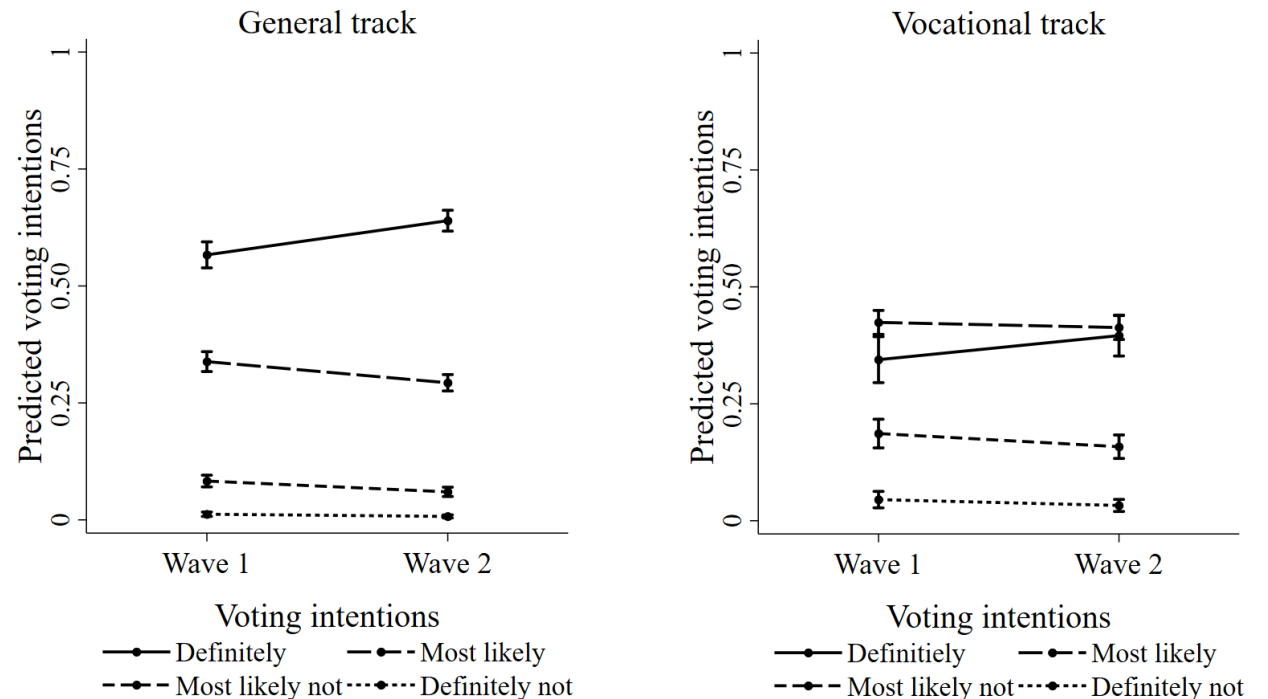 General track
Predicted voting intentions
1
0.75
0.50
0.25
0
Wave 1 Wave 2
Voting intentions
Definitely Most likely
Most likely not Definitely not
Vocational track
Predicted voting intentions
1
0.75
0.50
0.25
0
Wave 1 Wave 2
Voting intentions
Definitiely Most likely
Most likely not Definitely not